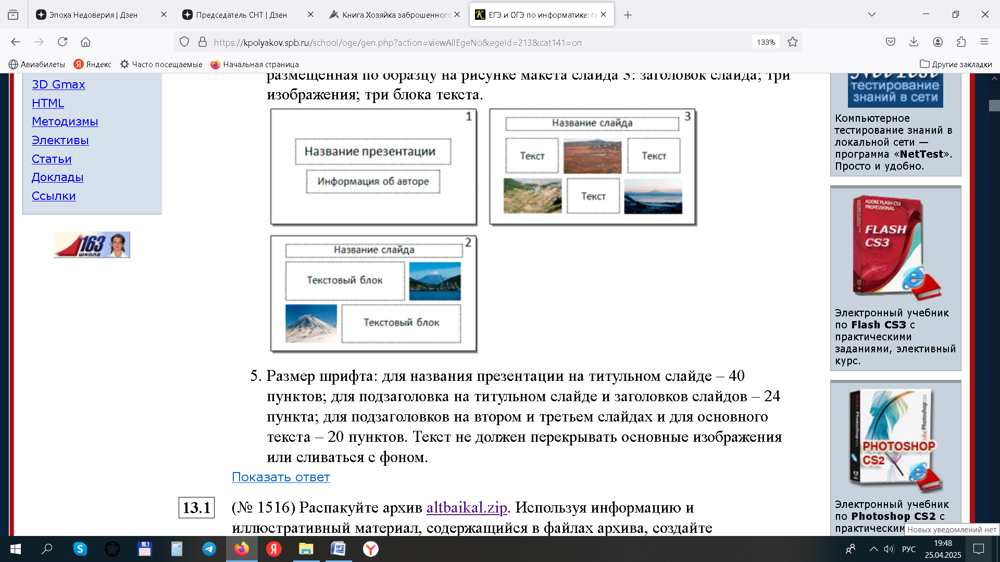 Эпоха Недоверия | Дзен
Председатель СНТ | Дзен
Книга Хозяйка заброшенного
ЕГЭ и ОГЭ по информатике: ге
https://kpolyakov.spb.ru/school/oge/gen.php?action=viewAllEgeNo&egeId=213&cat141=on
133%
Авиабилеты
Яндекс
Часто посещаемые
Начальная страница
Другие закладки
3D Gmax
HTML
Методизмы
Элективы
Статьи
Доклады
Ссылки
163
школа
размещенная по образцу на рисунке макета слайда 3: заголовок слайда; три
изображения; три блока текста.
1
Название презентации
Информация об авторе
3
Название слайда
Текст
Текст
Текст
2
Название слайда
Текстовый блок
Текстовый блок
5. Размер шрифта: для названия презентации на титульном слайде – 40
пунктов; для подзаголовка на титульном слайде и заголовков слайдов – 24
пункта; для подзаголовков на втором и третьем слайдах и для основного
текста – 20 пунктов. Текст не должен перекрывать основные изображения
или сливаться с фоном.
Показать ответ
13.1
(№ 1516) Распакуйте архив altbaikal.zip. Используя информацию и
иллюстративный материал, содержащийся в файлах архива, создайте
NetTest
тестирование
знаний в сети
Компьютерное
тестирование знаний в
локальной сети —
программа «NetTest».
Просто и удобно.
ADOBE FLASH CS3
PROFESSIONAL
FLASH
CS3
Электронный учебник
по Flash CS3 с
практическими
заданиями, элективный
курс.
PHOTOSHOP
CS2
Электронный учебник
по Photoshop CS2 с
практическим
Новых уведомлений нет
РУС
19:48
25.04.2025